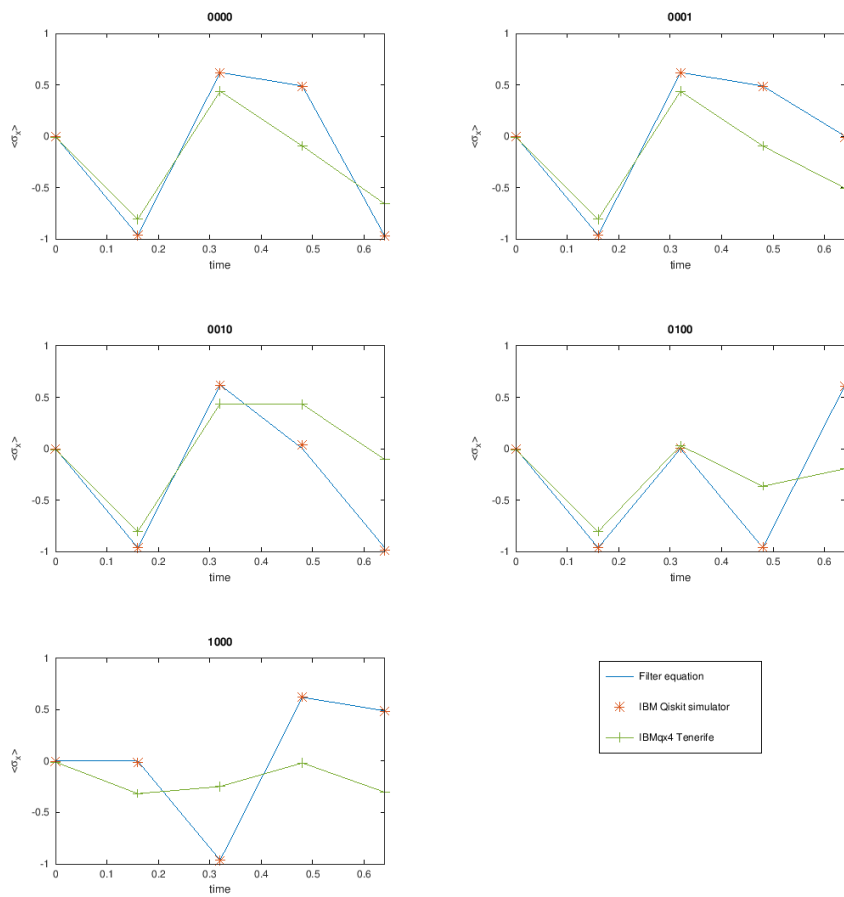 0000
1
0.5
0
-0.5
-1
<σx>
0 0.1 0.2 0.3 0.4 0.5 0.6
time
0001
1
0.5
0
-0.5
-1
<σx>
0 0.1 0.2 0.3 0.4 0.5 0.6
time
0010
1
0.5
0
-0.5
-1
<σx>
0 0.1 0.2 0.3 0.4 0.5 0.6
time
0100
1
0.5
0
-0.5
-1
<σx>
0 0.1 0.2 0.3 0.4 0.5 0.6
time
1000
1
0.5
0
-0.5
-1
<σx>
0 0.1 0.2 0.3 0.4 0.5 0.6
time
Filter equation
IBM Qiskit simulator
IBMqx4 Tenerife